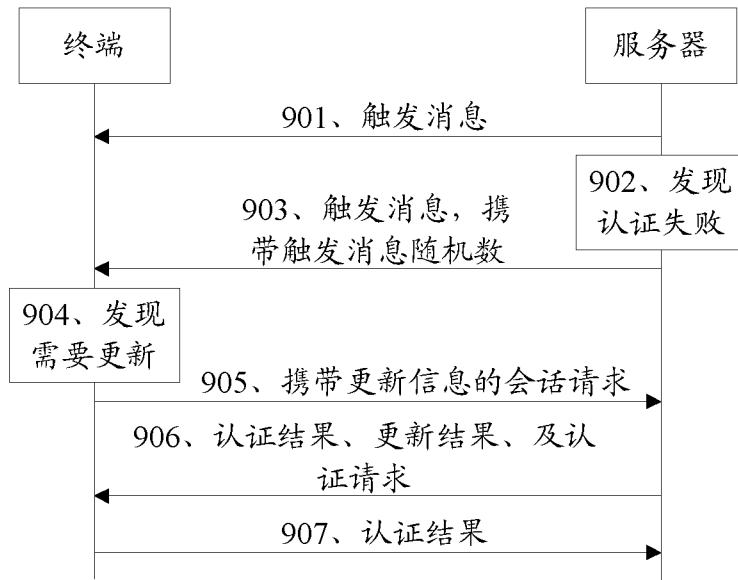 终端
服务器
901、触发消息
902、发现
认证失败
903、触发消息，携
带触发消息随机数
904、发现
需要更新
905、携带更新信息的会话请求
906、认证结果、更新结果、及认
证请求
907、认证结果